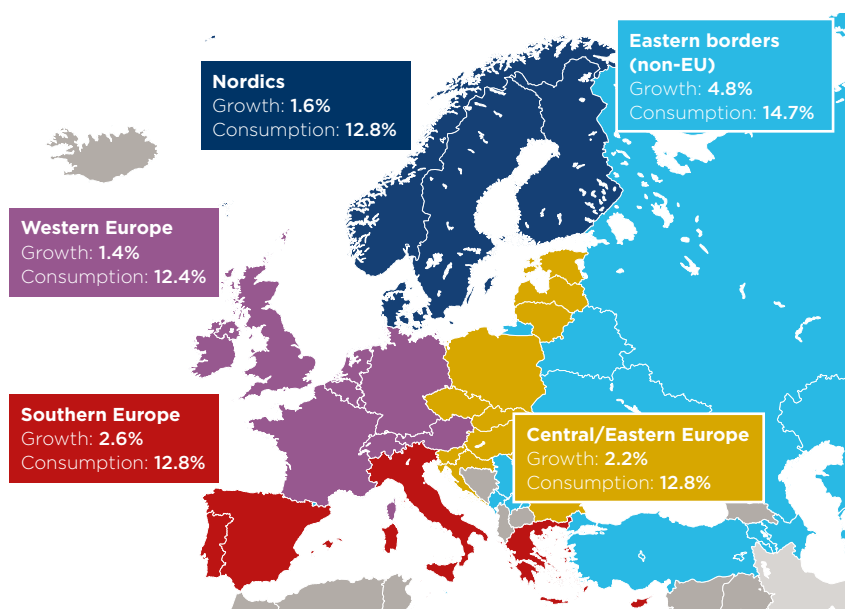 Eastern borders
(non-EU)
Growth: 4.8%
Consumption: 14.7%
Nordics
Growth: 1.6%
Consumption: 12.8%
Western Europe
Growth: 1.4%
Consumption: 12.4%
Southern Europe
Growth: 2.6%
Consumption: 12.8%
Central/Eastern Europe
Growth: 2.2%
Consumption: 12.8%